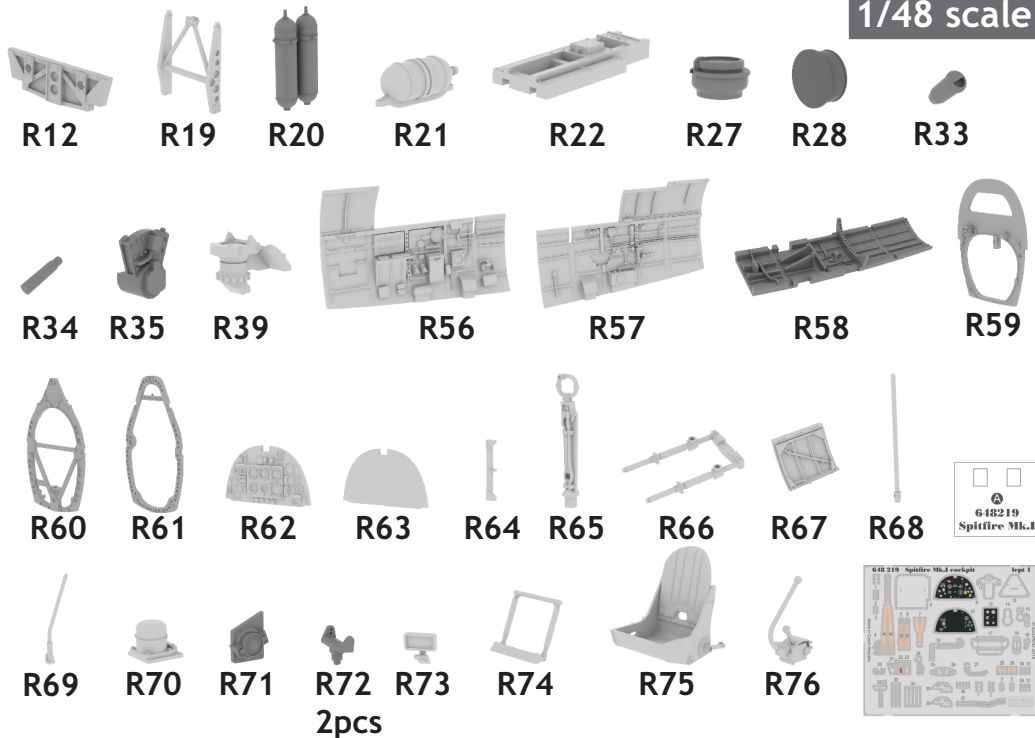 1/48 scale
R12 R19 R20 R21 R22 R27 R28 R33
R34 R35 R39 R56 R57 R58 R59
R60 R61 R62 R63 R64 R65 R66 R67 R68
A
648219
Spitfire Mk.I
R69 R70 R71 R72 R73 R74 R75 R76
2pcs
648 219 Spitfire Mk.I cockpit 1ept 1